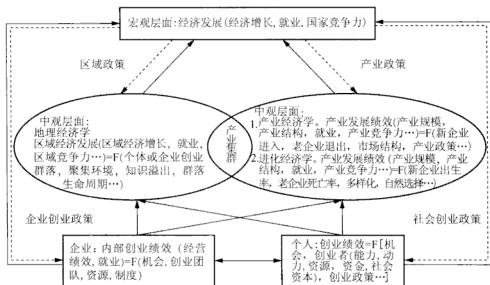 宏观层面:经济发展(经济增长,就业,国家竞争力)
区域政策
产业政策
中观层面:
地理经济学
区域经济发展(区域经济增长,就业,
区域竞争力…)=F(个体或企业创业
群落，聚集环境，知识溢出，群落
生命周期…)
产业集群
中观层面:
1.产业经济学。产业发展绩效(产业规模,
产业结构，就业，产业竞争力…)=F(新企业
进入，老企业退出，市场结构，产业政策…)
2.进化经济学。产业发展绩效(产业规模，产业
结构，就业，产业竞争力…)=F(新企业出生
率，老企业死亡率，多样化，自然选择…)
企业创业政策
社会创业政策
企业：内部创业绩效（经营
绩效,就业)=F(机会,创业团
队,资源,制度)
个人:创业绩效=F[机
会，创业者(能力,动
力,资源，资金,社会
资本)，创业政策…]